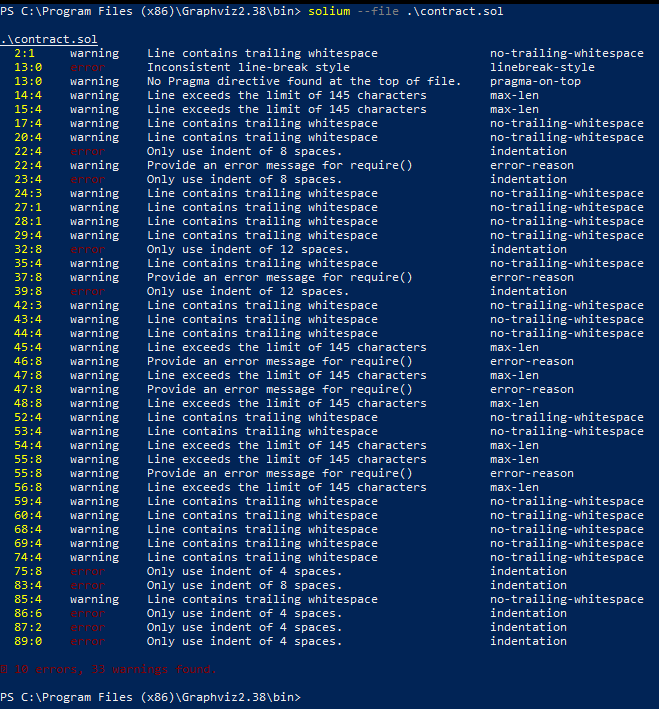 PS C:\Program Files (x86)\Graphviz2.38\bin> solium --file .\contract.sol
.\contract.sol
2:1 warning Line contains trailing whitespace no-trailing-whitespace
13:0 error Inconsistent line-break style linebreak-style
13:0 warning No Pragma directive found at the top of file. pragma-on-top
14:4 warning Line exceeds the limit of 145 characters max-len
15:4 warning Line exceeds the limit of 145 characters max-len
17:4 warning Line contains trailing whitespace no-trailing-whitespace
20:4 warning Line contains trailing whitespace no-trailing-whitespace
22:4 error Only use indent of 8 spaces. indentation
22:4 warning Provide an error message for require() error-reason
23:4 error Only use indent of 8 spaces. indentation
24:3 warning Line contains trailing whitespace no-trailing-whitespace
27:1 warning Line contains trailing whitespace no-trailing-whitespace
28:1 warning Line contains trailing whitespace no-trailing-whitespace
29:4 warning Line contains trailing whitespace no-trailing-whitespace
32:8 error Only use indent of 12 spaces. indentation
35:4 warning Line contains trailing whitespace no-trailing-whitespace
37:8 warning Provide an error message for require() error-reason
39:8 error Only use indent of 12 spaces. indentation
42:3 warning Line contains trailing whitespace no-trailing-whitespace
43:4 warning Line contains trailing whitespace no-trailing-whitespace
44:4 warning Line contains trailing whitespace no-trailing-whitespace
45:4 warning Line exceeds the limit of 145 characters max-len
46:8 warning Provide an error message for require() error-reason
47:8 warning Line exceeds the limit of 145 characters max-len
47:8 warning Provide an error message for require() error-reason
48:8 warning Line exceeds the limit of 145 characters max-len
52:4 warning Line contains trailing whitespace no-trailing-whitespace
53:4 warning Line contains trailing whitespace no-trailing-whitespace
54:4 warning Line exceeds the limit of 145 characters max-len
55:8 warning Line exceeds the limit of 145 characters max-len
55:8 warning Provide an error message for require() error-reason
56:8 warning Line exceeds the limit of 145 characters max-len
59:4 warning Line contains trailing whitespace no-trailing-whitespace
60:4 warning Line contains trailing whitespace no-trailing-whitespace
68:4 warning Line contains trailing whitespace no-trailing-whitespace
69:4 warning Line contains trailing whitespace no-trailing-whitespace
74:4 warning Line contains trailing whitespace no-trailing-whitespace
75:8 error Only use indent of 4 spaces. indentation
83:4 error Only use indent of 8 spaces. indentation
85:4 warning Line contains trailing whitespace no-trailing-whitespace
86:6 error Only use indent of 4 spaces. indentation
87:2 error Only use indent of 4 spaces. indentation
89:0 error Only use indent of 4 spaces. indentation
10 errors, 33 warnings found.
PS C:\Program Files (x86)\Graphviz2.38\bin>